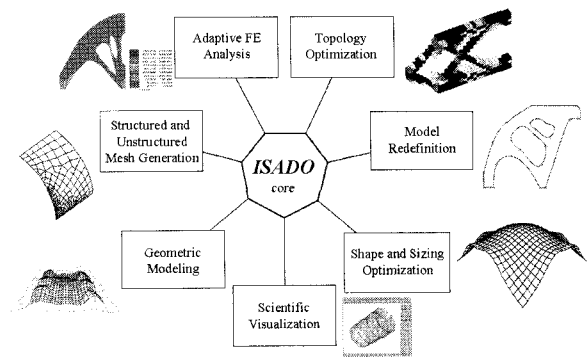 Adaptive FE
Analysis
Topology
Optimization
Structured and
Unstructured
Mesh Generation
Model
Redefinition
ISADO
core
Geometric
Modeling
Shape and Sizing
Optimization
Scientific
Visualization